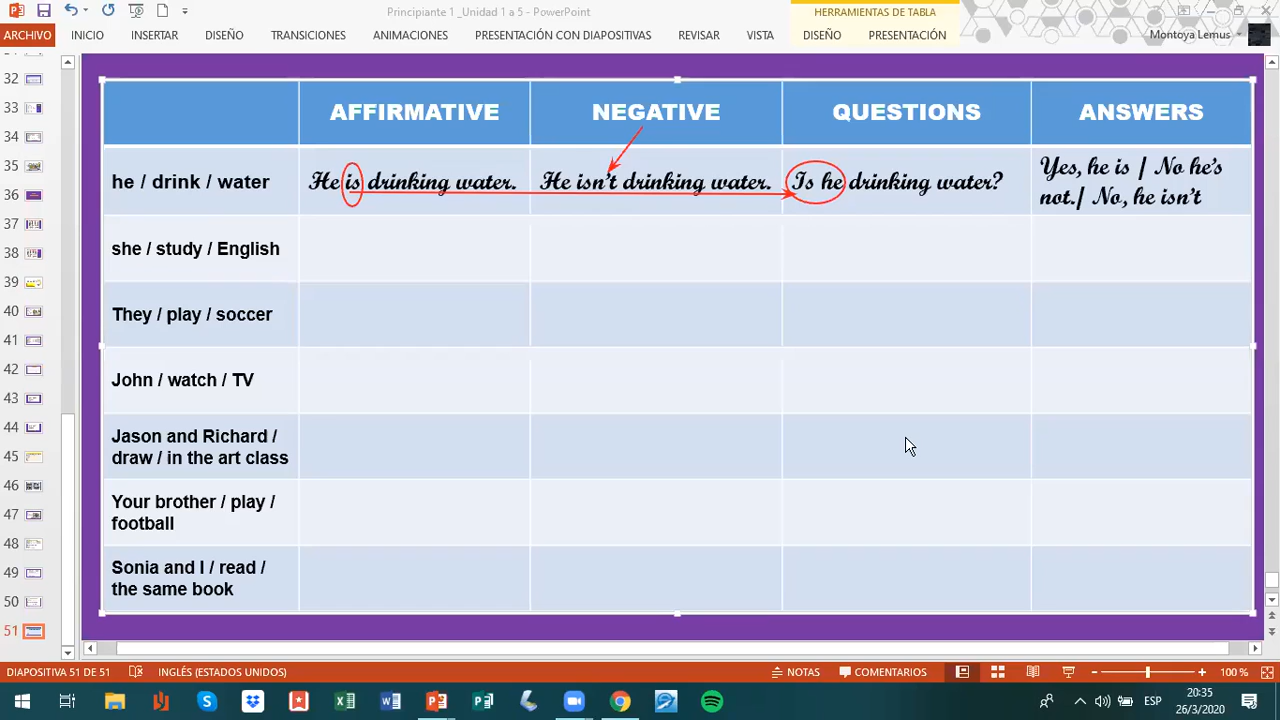 Principiante 1 _Unidad 1 a 5 - PowerPoint
HERRAMIENTAS DE TABLA
ARCHIVO INICIO INSERTAR DISEÑO TRANSICIONES ANIMACIONES PRESENTACIÓN CON DIAPOSITIVAS REVISAR VISTA DISEÑO PRESENTACIÓN Montoya Lemus
AFFIRMATIVE NEGATIVE QUESTIONS ANSWERS
he / drink / water He is drinking water. He isn't drinking water. Is he drinking water? Yes, he is / No he's
not./ No, he isn't
she / study / English
They / play / soccer
John / watch / TV
Jason and Richard /
draw / in the art class
Your brother / play /
football
Sonia and I / read /
the same book
32
33
34
35
36
37
38
39
40
41
42
43
44
45
46
47
48
49
50
51
DIAPOSITIVA 51 DE 51 INGLÉS (ESTADOS UNIDOS) NOTAS COMENTARIOS 100 %
ESP 20:35
26/3/2020